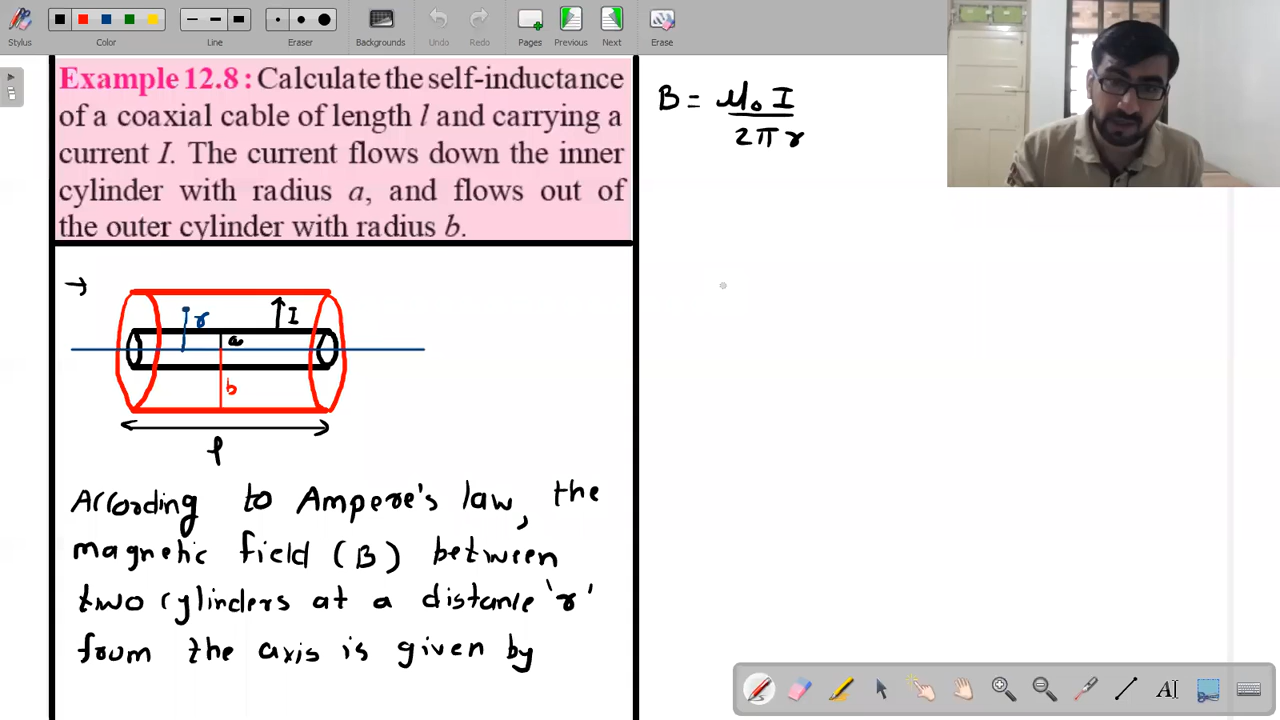 Stylus
Color
Line
Eraser
Backgrounds
Undo
Redo
Pages
Previous
Next
Erase
Example 12.8 : Calculate the self-inductance
of a coaxial cable of length l and carrying a
current I. The current flows down the inner
cylinder with radius a, and flows out of
the outer cylinder with radius b.
B = μ₀ I
2 π r
→
r
I
a
b
l
According to Ampere's law, the
magnetic field (B) between
two cylinders at a distance 'r'
from the axis is given by
AI